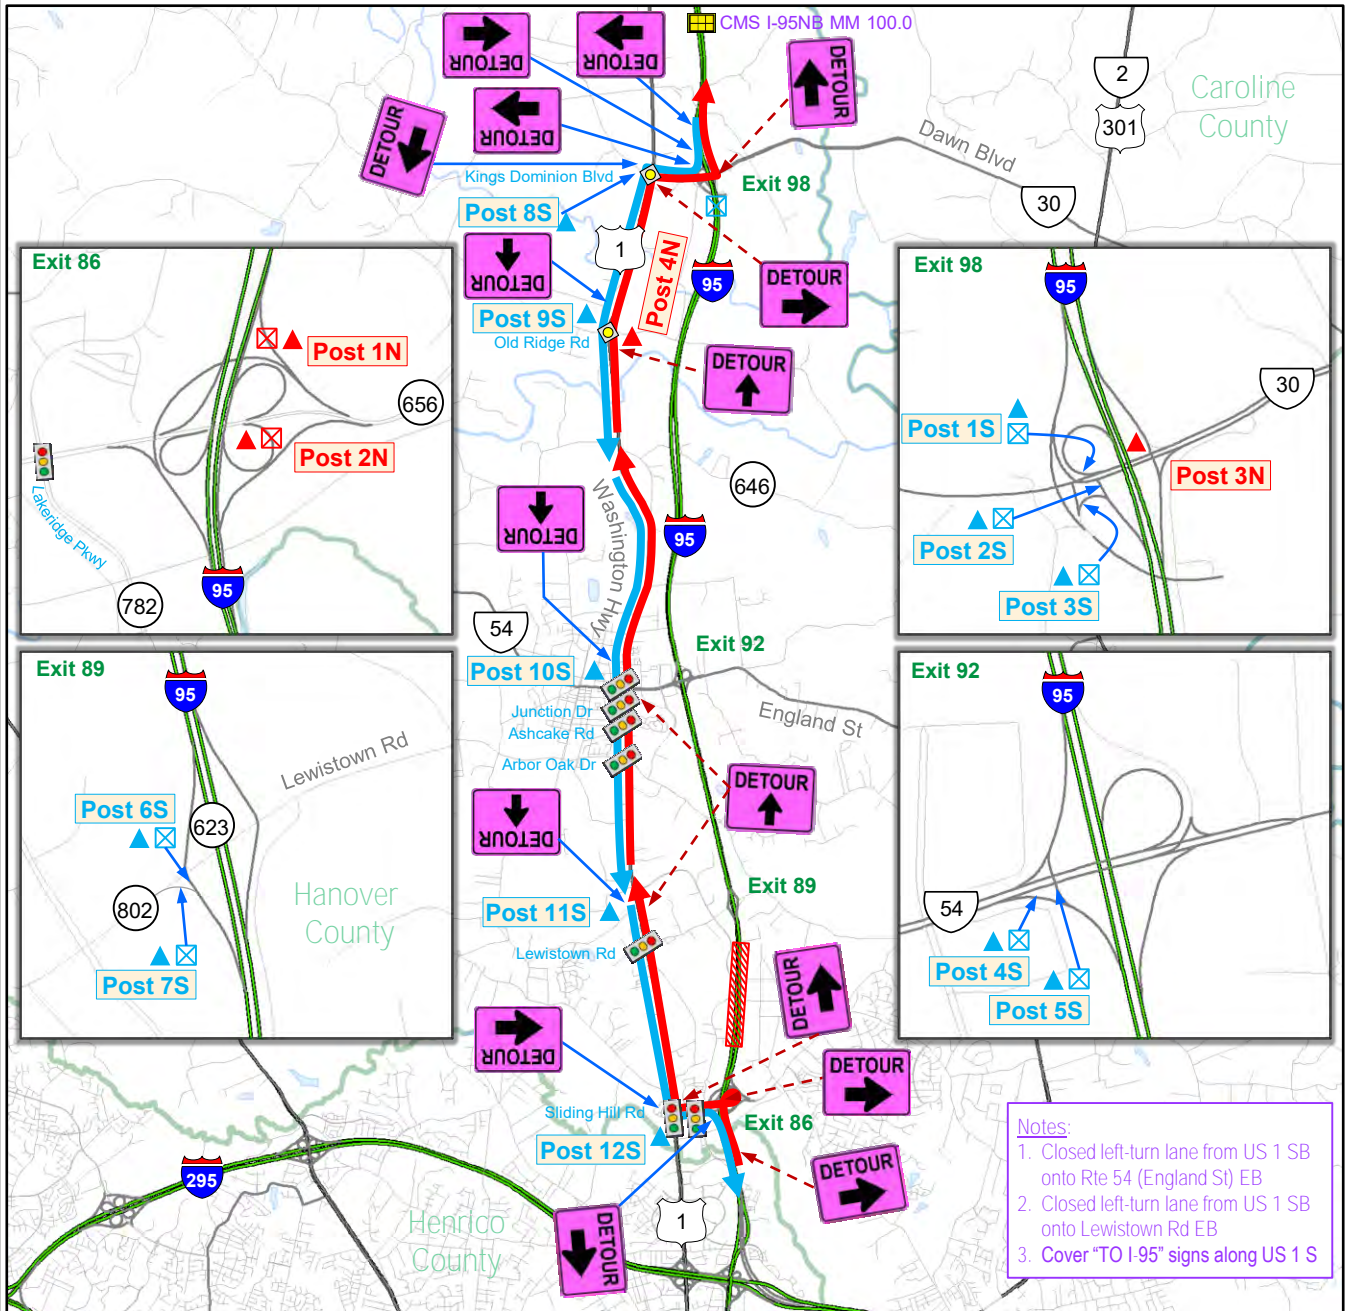 CMS I-95NB MM 100.0
DETOUR
DETOUR
DETOUR
DETOUR
DETOUR
2
301
Caroline
County
Dawn Blvd
30
Kings Dominion Blvd
Exit 98
Post 8S
1
DETOUR
Post 4N
95
DETOUR
Post 9S
Old Ridge Rd
DETOUR
Exit 86
Post 1N
656
Post 2N
Lakeridge Pkwy
95
782
Exit 98
95
30
Post 1S
Post 3N
Post 2S
Post 3S
646
Washington Hwy
DETOUR
95
54
Exit 92
Post 10S
Junction Dr
Ashcake Rd
Arbor Oak Dr
England St
DETOUR
DETOUR
Exit 89
Post 11S
Lewistown Rd
Exit 89
95
Lewistown Rd
Post 6S
623
802
Hanover
County
Post 7S
Exit 92
95
54
Post 4S
Post 5S
DETOUR
DETOUR
DETOUR
Sliding Hill Rd
Exit 86
Post 12S
DETOUR
DETOUR
295
Henrico
County
1
Notes:
1. Closed left-turn lane from US 1 SB
onto Rte 54 (England St) EB
2. Closed left-turn lane from US 1 SB
onto Lewistown Rd EB
3. Cover “TO I-95” signs along US 1 S